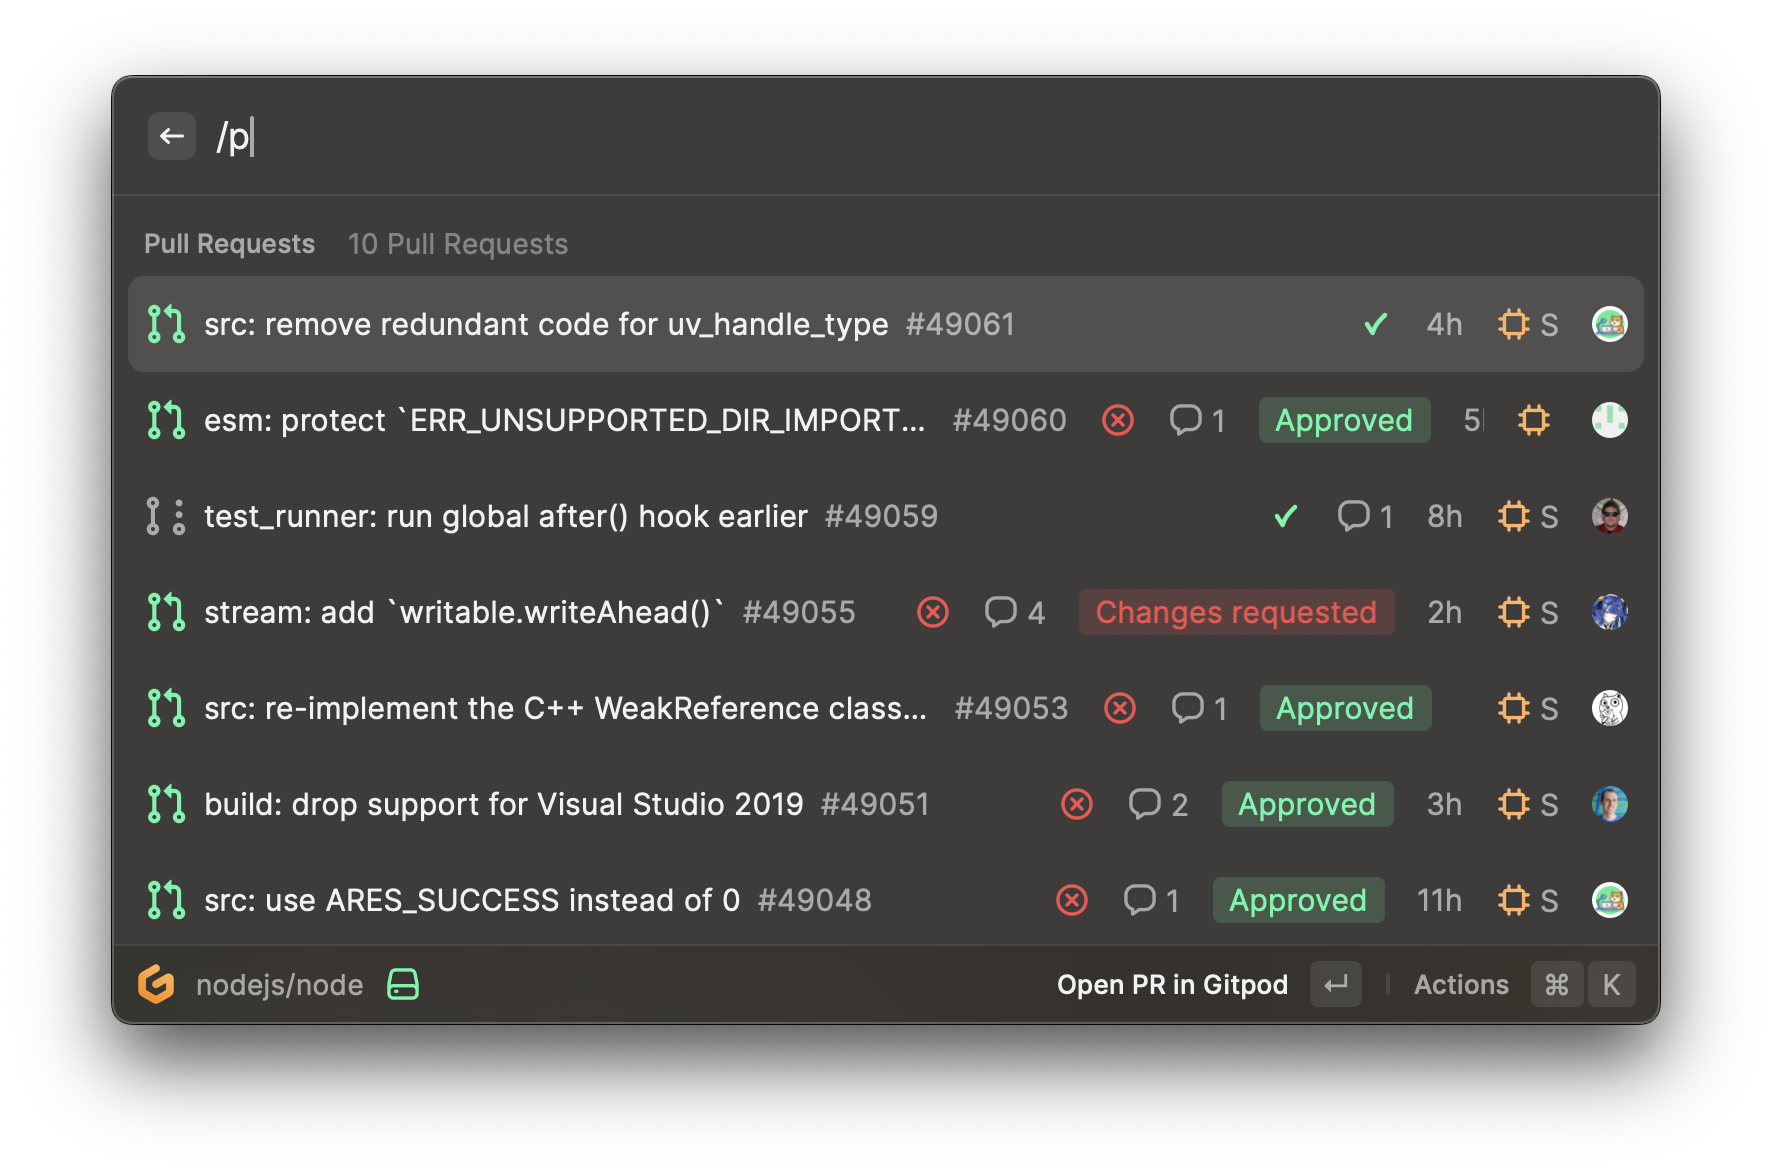 /p
Pull Requests 10 Pull Requests
src: remove redundant code for uv_handle_type #49061 4h S
esm: protect `ERR_UNSUPPORTED_DIR_IMPORT... #49060 1 Approved 5
test_runner: run global after() hook earlier #49059 1 8h S
stream: add `writable.writeAhead()` #49055 4 Changes requested 2h S
src: re-implement the C++ WeakReference class... #49053 1 Approved S
build: drop support for Visual Studio 2019 #49051 2 Approved 3h S
src: use ARES_SUCCESS instead of 0 #49048 1 Approved 11h S
nodejs/node Open PR in Gitpod ↵ Actions ⌘ K